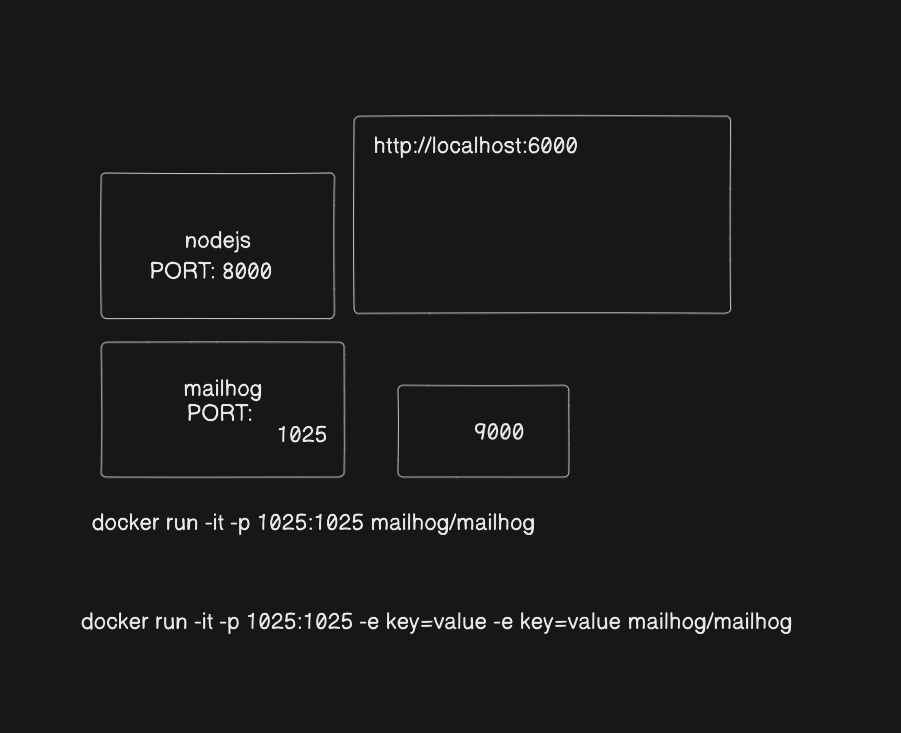 http://localhost:6000
nodejs
PORT: 8000
mailhog
PORT:
1025
9000
docker run -it -p 1025:1025 mailhog/mailhog
docker run -it -p 1025:1025 -e key=value -e key=value mailhog/mailhog